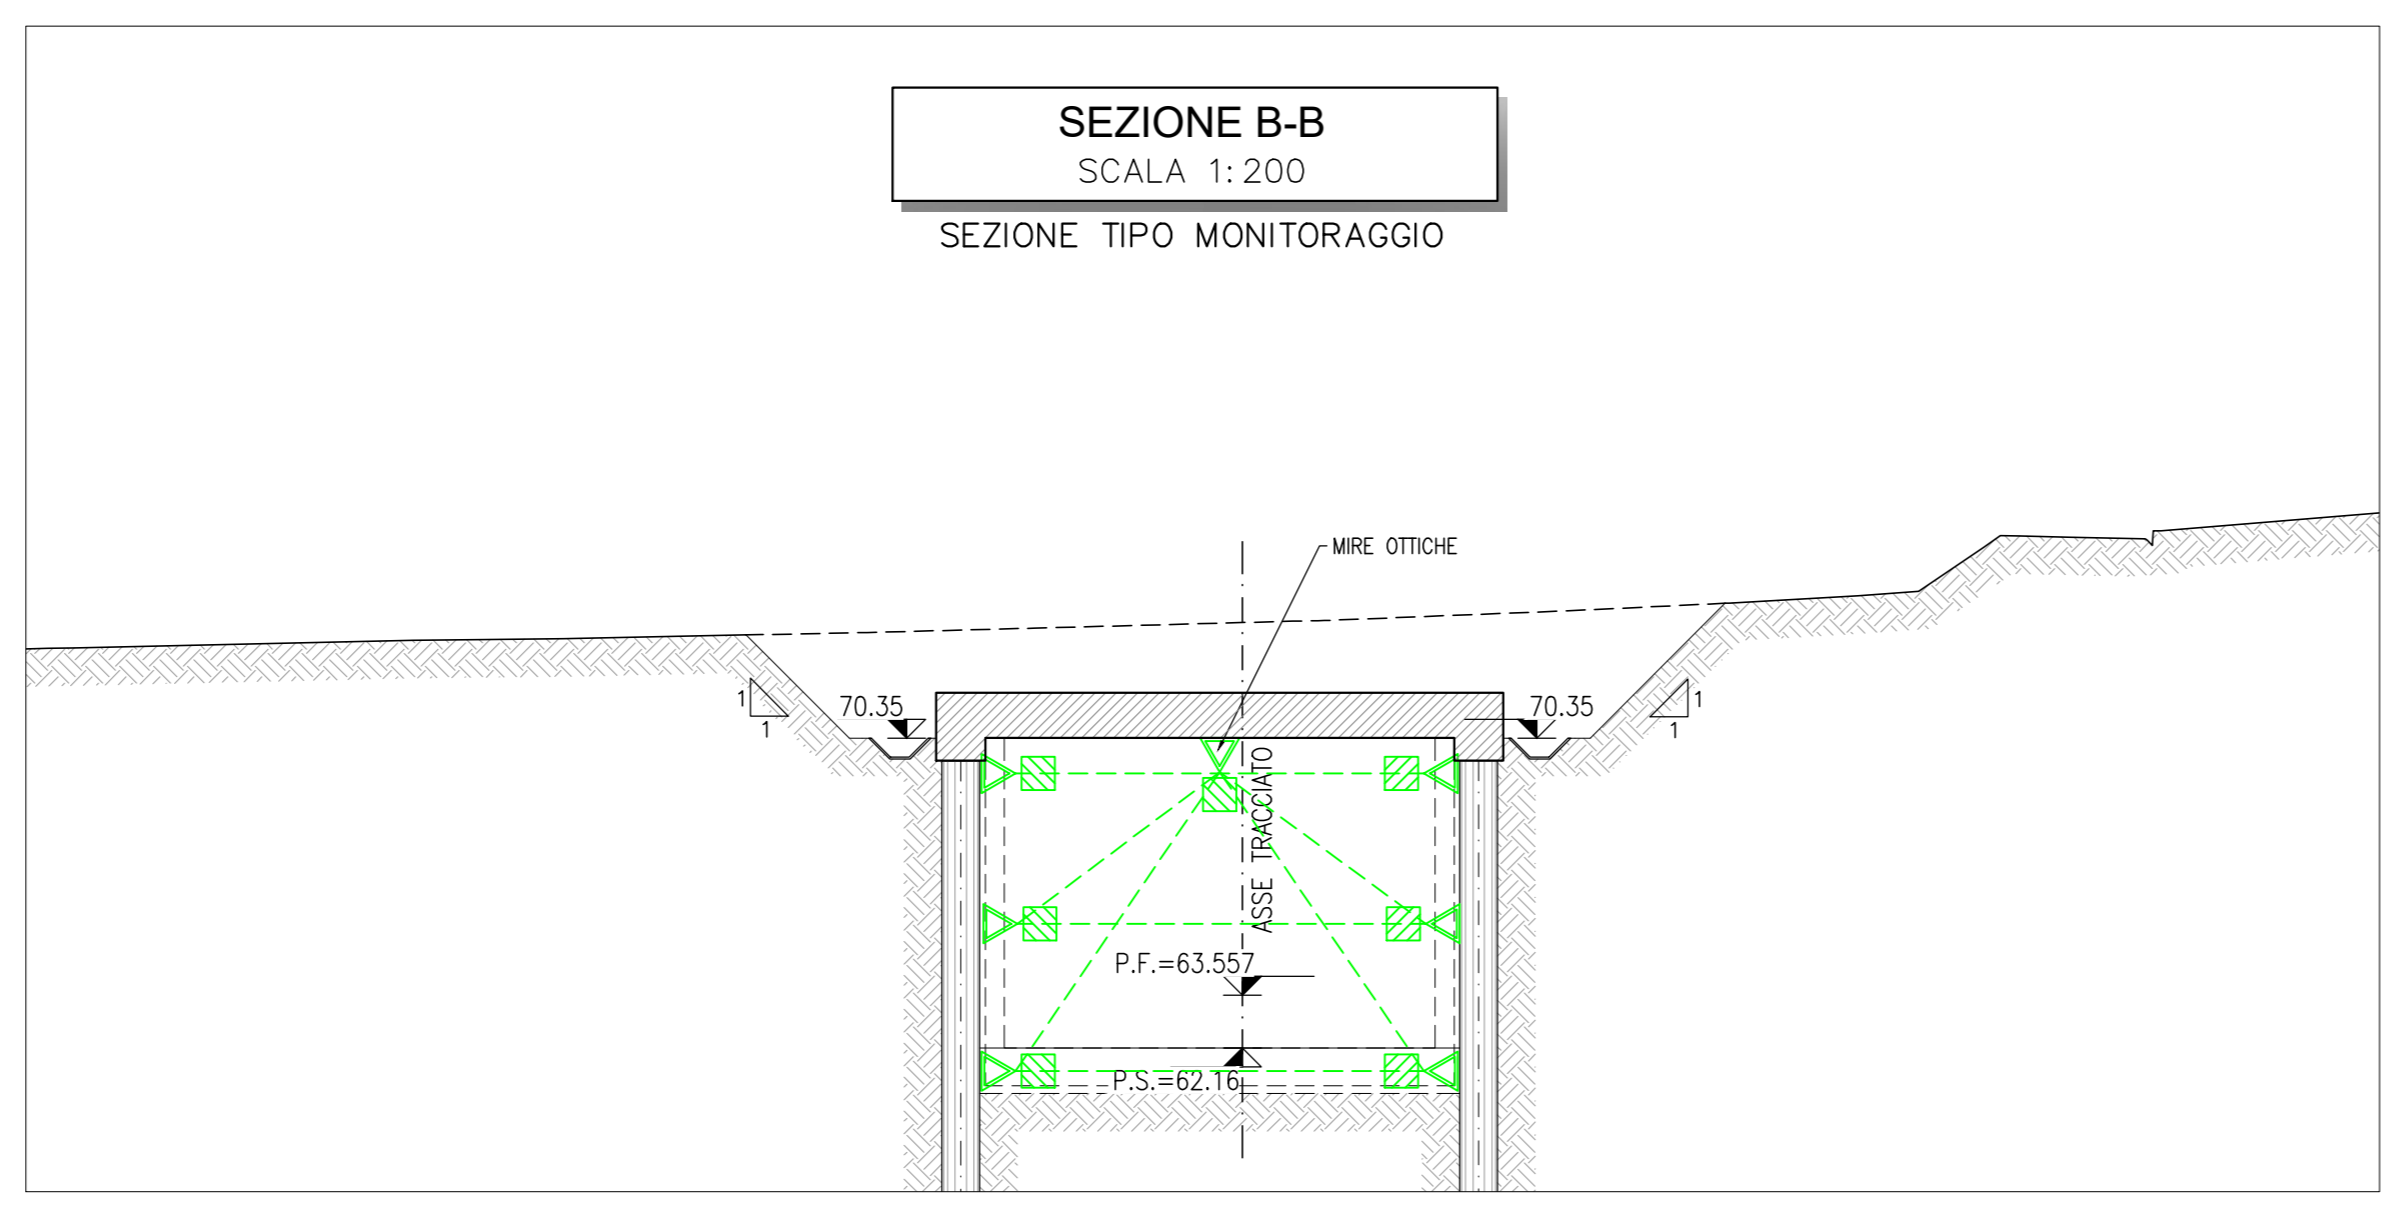 SEZIONE B-B
SCALA 1:200
SEZIONE TIPO MONITORAGGIO
MIRE OTTICHE
1
1
70.35
70.35
1
1
ASSE TRACCIATO
P.F.=63.557
P.S.=62.16